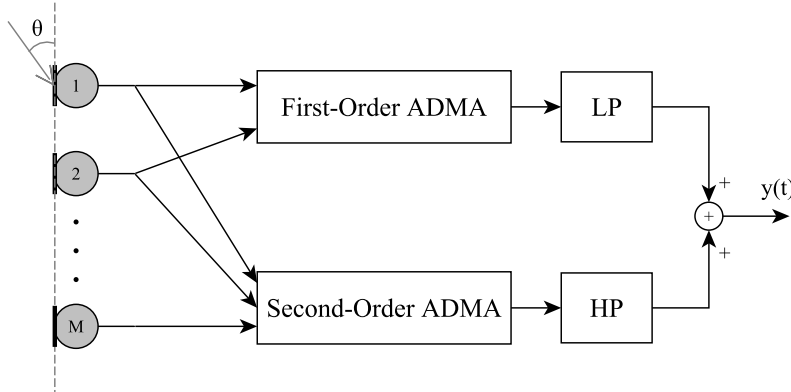 θ
1
First-Order ADMA
LP
2
+
y(t)
+
+
M
Second-Order ADMA
HP